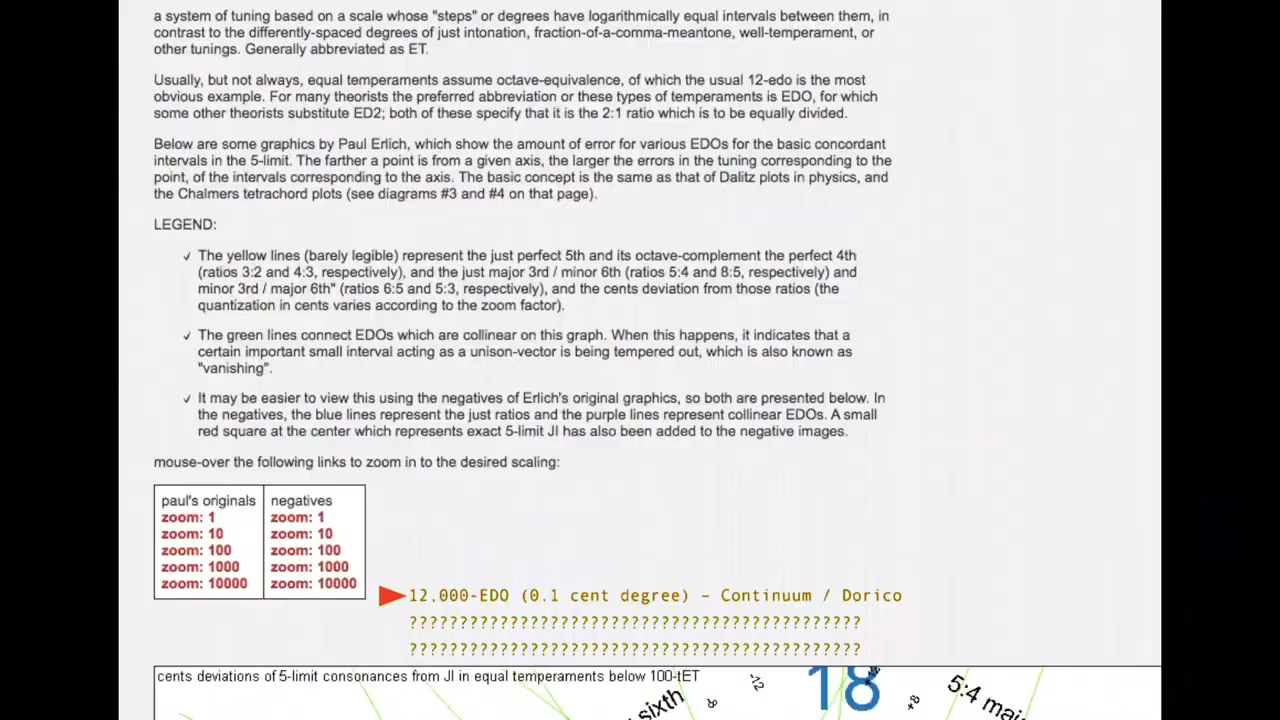 a system of tuning based on a scale whose "steps" or degrees have logarithmically equal intervals between them, in
contrast to the differently-spaced degrees of just intonation, fraction-of-a-comma-meantone, well-temperament, or
other tunings. Generally abbreviated as ET.
Usually, but not always, equal temperaments assume octave-equivalence, of which the usual 12-edo is the most
obvious example. For many theorists the preferred abbreviation or these types of temperaments is EDO, for which
some other theorists substitute ED2; both of these specify that it is the 2:1 ratio which is to be equally divided.
Below are some graphics by Paul Erlich, which show the amount of error for various EDOs for the basic concordant
intervals in the 5-limit. The farther a point is from a given axis, the larger the errors in the tuning corresponding to the
point, of the intervals corresponding to the axis. The basic concept is the same as that of Dalitz plots in physics, and
the Chalmers tetrachord plots (see diagrams #3 and #4 on that page).
LEGEND:
✓ The yellow lines (barely legible) represent the just perfect 5th and its octave-complement the perfect 4th
(ratios 3:2 and 4:3, respectively), and the just major 3rd / minor 6th (ratios 5:4 and 8:5, respectively) and
minor 3rd / major 6th" (ratios 6:5 and 5:3, respectively), and the cents deviation from those ratios (the
quantization in cents varies according to the zoom factor).
✓ The green lines connect EDOs which are collinear on this graph. When this happens, it indicates that a
certain important small interval acting as a unison-vector is being tempered out, which is also known as
"vanishing".
✓ It may be easier to view this using the negatives of Erlich's original graphics, so both are presented below. In
the negatives, the blue lines represent the just ratios and the purple lines represent collinear EDOs. A small
red square at the center which represents exact 5-limit JI has also been added to the negative images.
mouse-over the following links to zoom in to the desired scaling:
paul's originals negatives
zoom: 1 zoom: 1
zoom: 10 zoom: 10
zoom: 100 zoom: 100
zoom: 1000 zoom: 1000
zoom: 10000 zoom: 10000
12,000-EDO (0.1 cent degree) – Continuum / Dorico
????????????????????????????????????????????
????????????????????????????????????????????
cents deviations of 5-limit consonances from JI in equal temperaments below 100-tET
sixth
-12
18
+8
5:4